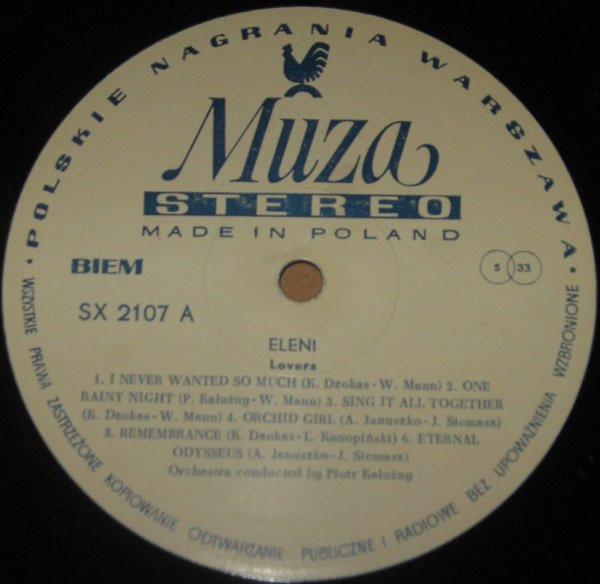 • POLSKIE NAGRANIA WARSZAWA •
Muza
STEREO
MADE IN POLAND
BIEM
S 33
SX 2107 A
ELENI
Lovers
1. I NEVER WANTED SO MUCH (K. Dzokas - W. Mann) 2. ONE
RAINY NIGHT (P. Kałużny - W. Mann) 3. SING IT ALL TOGETHER
(K. Dzokas - W. Mann) 4. ORCHID GIRL (A. Januszko - J. Siemasz)
5. REMEMBRANCE (K. Dzokas - L. Konopiński) 6. ETERNAL
ODYSSEUS (A. Januszko - J. Siemasz)
Orchestra conducted by Piotr Kałużny
WSZYSTKIE PRAWA ZASTRZEŻONE KOPIOWANIE ODTWARZANIE PUBLICZNE I RADIOWE BEZ UPOWAŻNIENIA WZBRONIONE